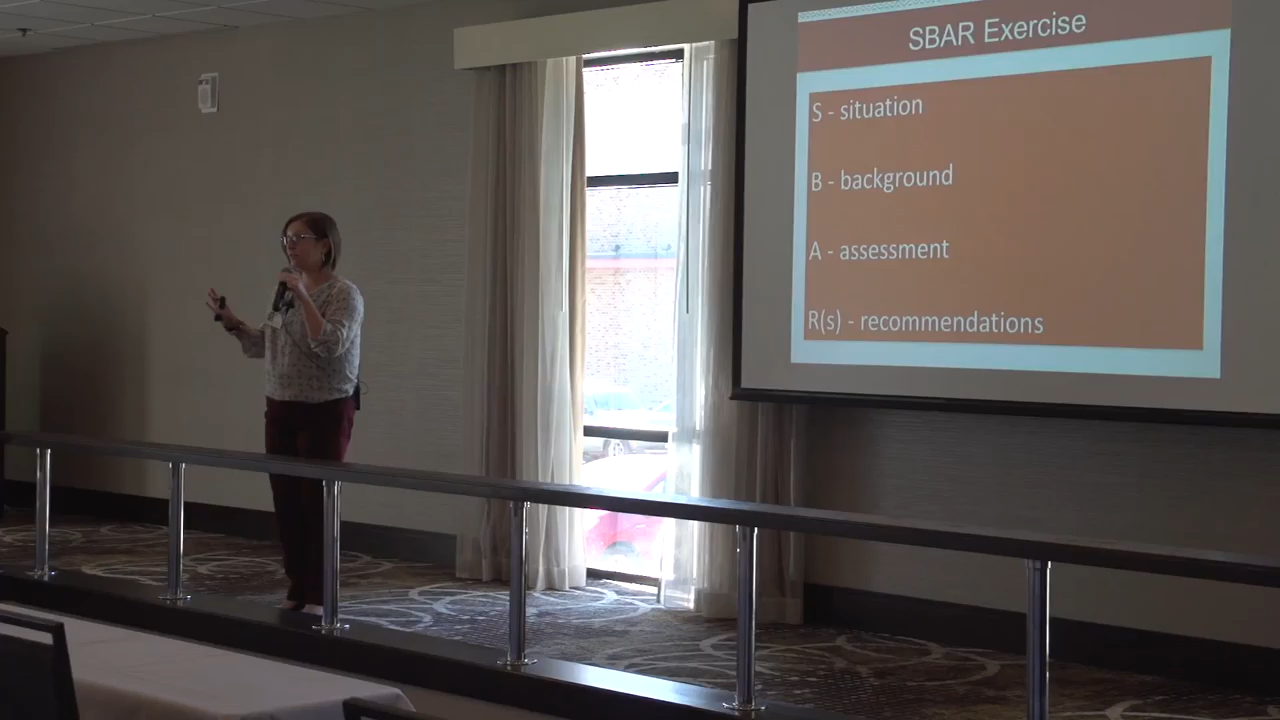 SBAR Exercise
S - situation
B - background
A - assessment
R(s) - recommendations